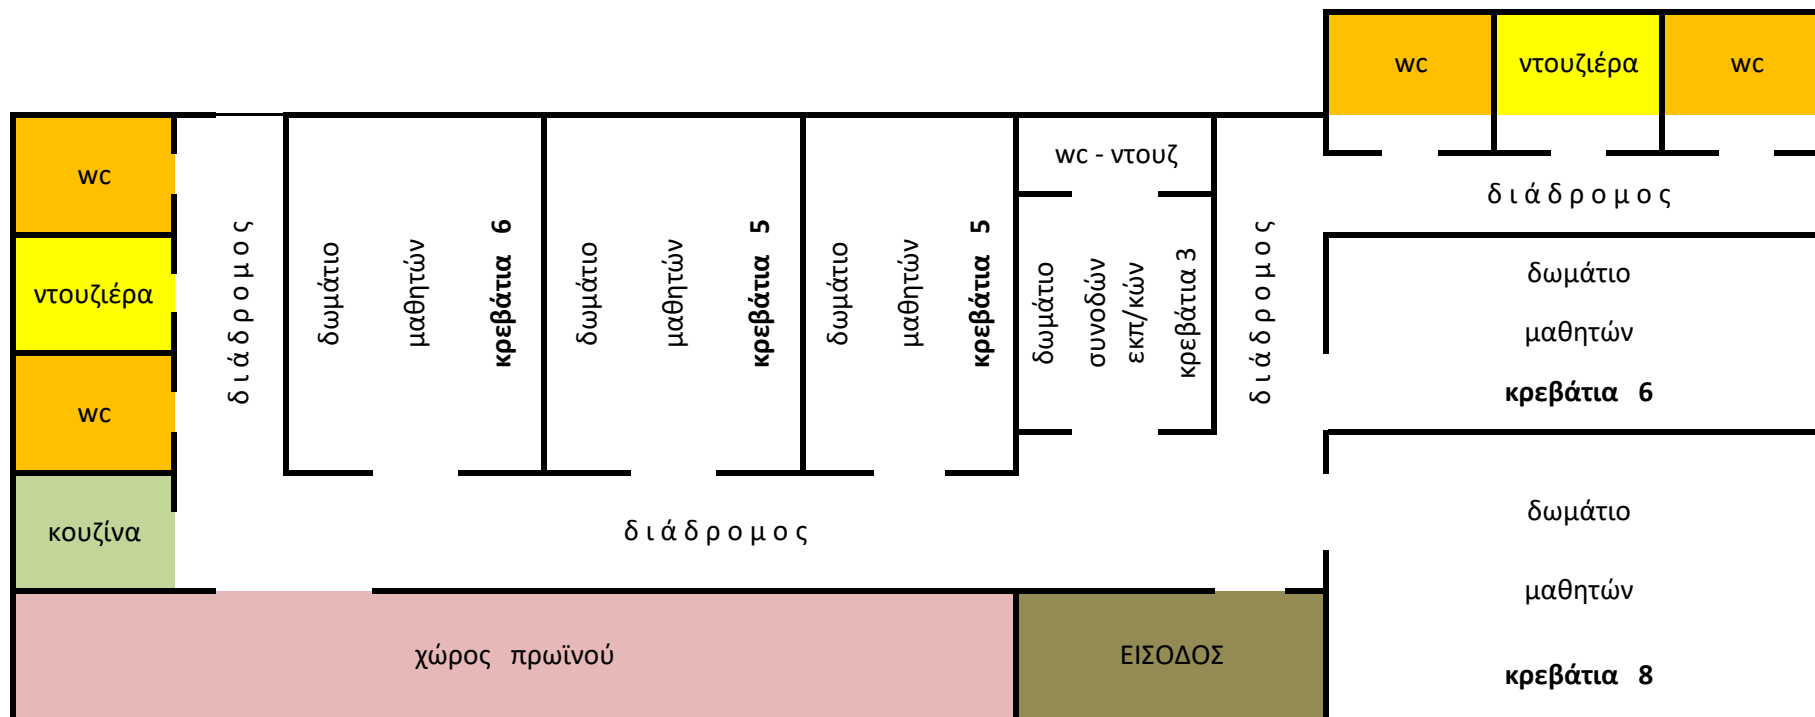 wc
ντουζιέρα
wc
wc
ντουζιέρα
wc
κουζίνα
δ ι ά δ ρ ο μ ο ς
δωμάτιο
μαθητών
κρεβάτια 6
δωμάτιο
μαθητών
κρεβάτια 5
δωμάτιο
μαθητών
κρεβάτια 5
wc - ντουζ
δωμάτιο
συνοδών
εκπ/κών
κρεβάτια 3
δ ι ά δ ρ ο μ ο ς
δ ι ά δ ρ ο μ ο ς
δωμάτιο
μαθητών
κρεβάτια 6
δ ι ά δ ρ ο μ ο ς
δωμάτιο
μαθητών
κρεβάτια 8
χώρος πρωϊνού
ΕΙΣΟΔΟΣ